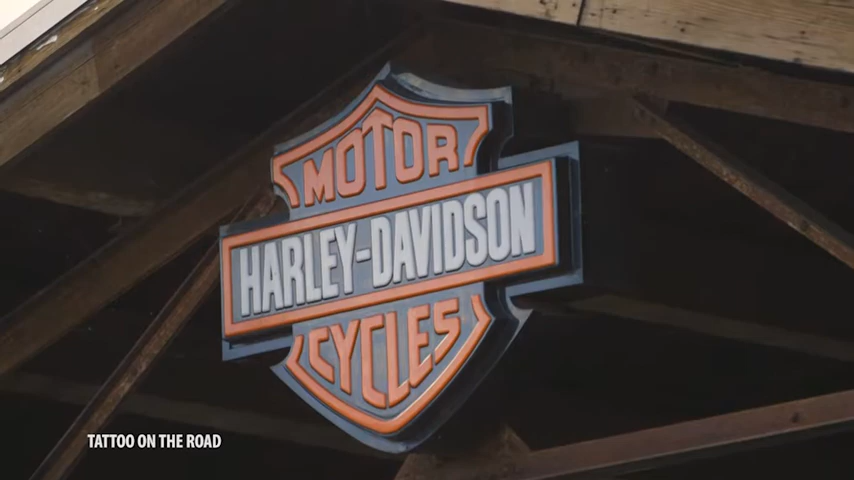 MOTOR
HARLEY-DAVIDSON
CYCLES
TATTOO ON THE ROAD